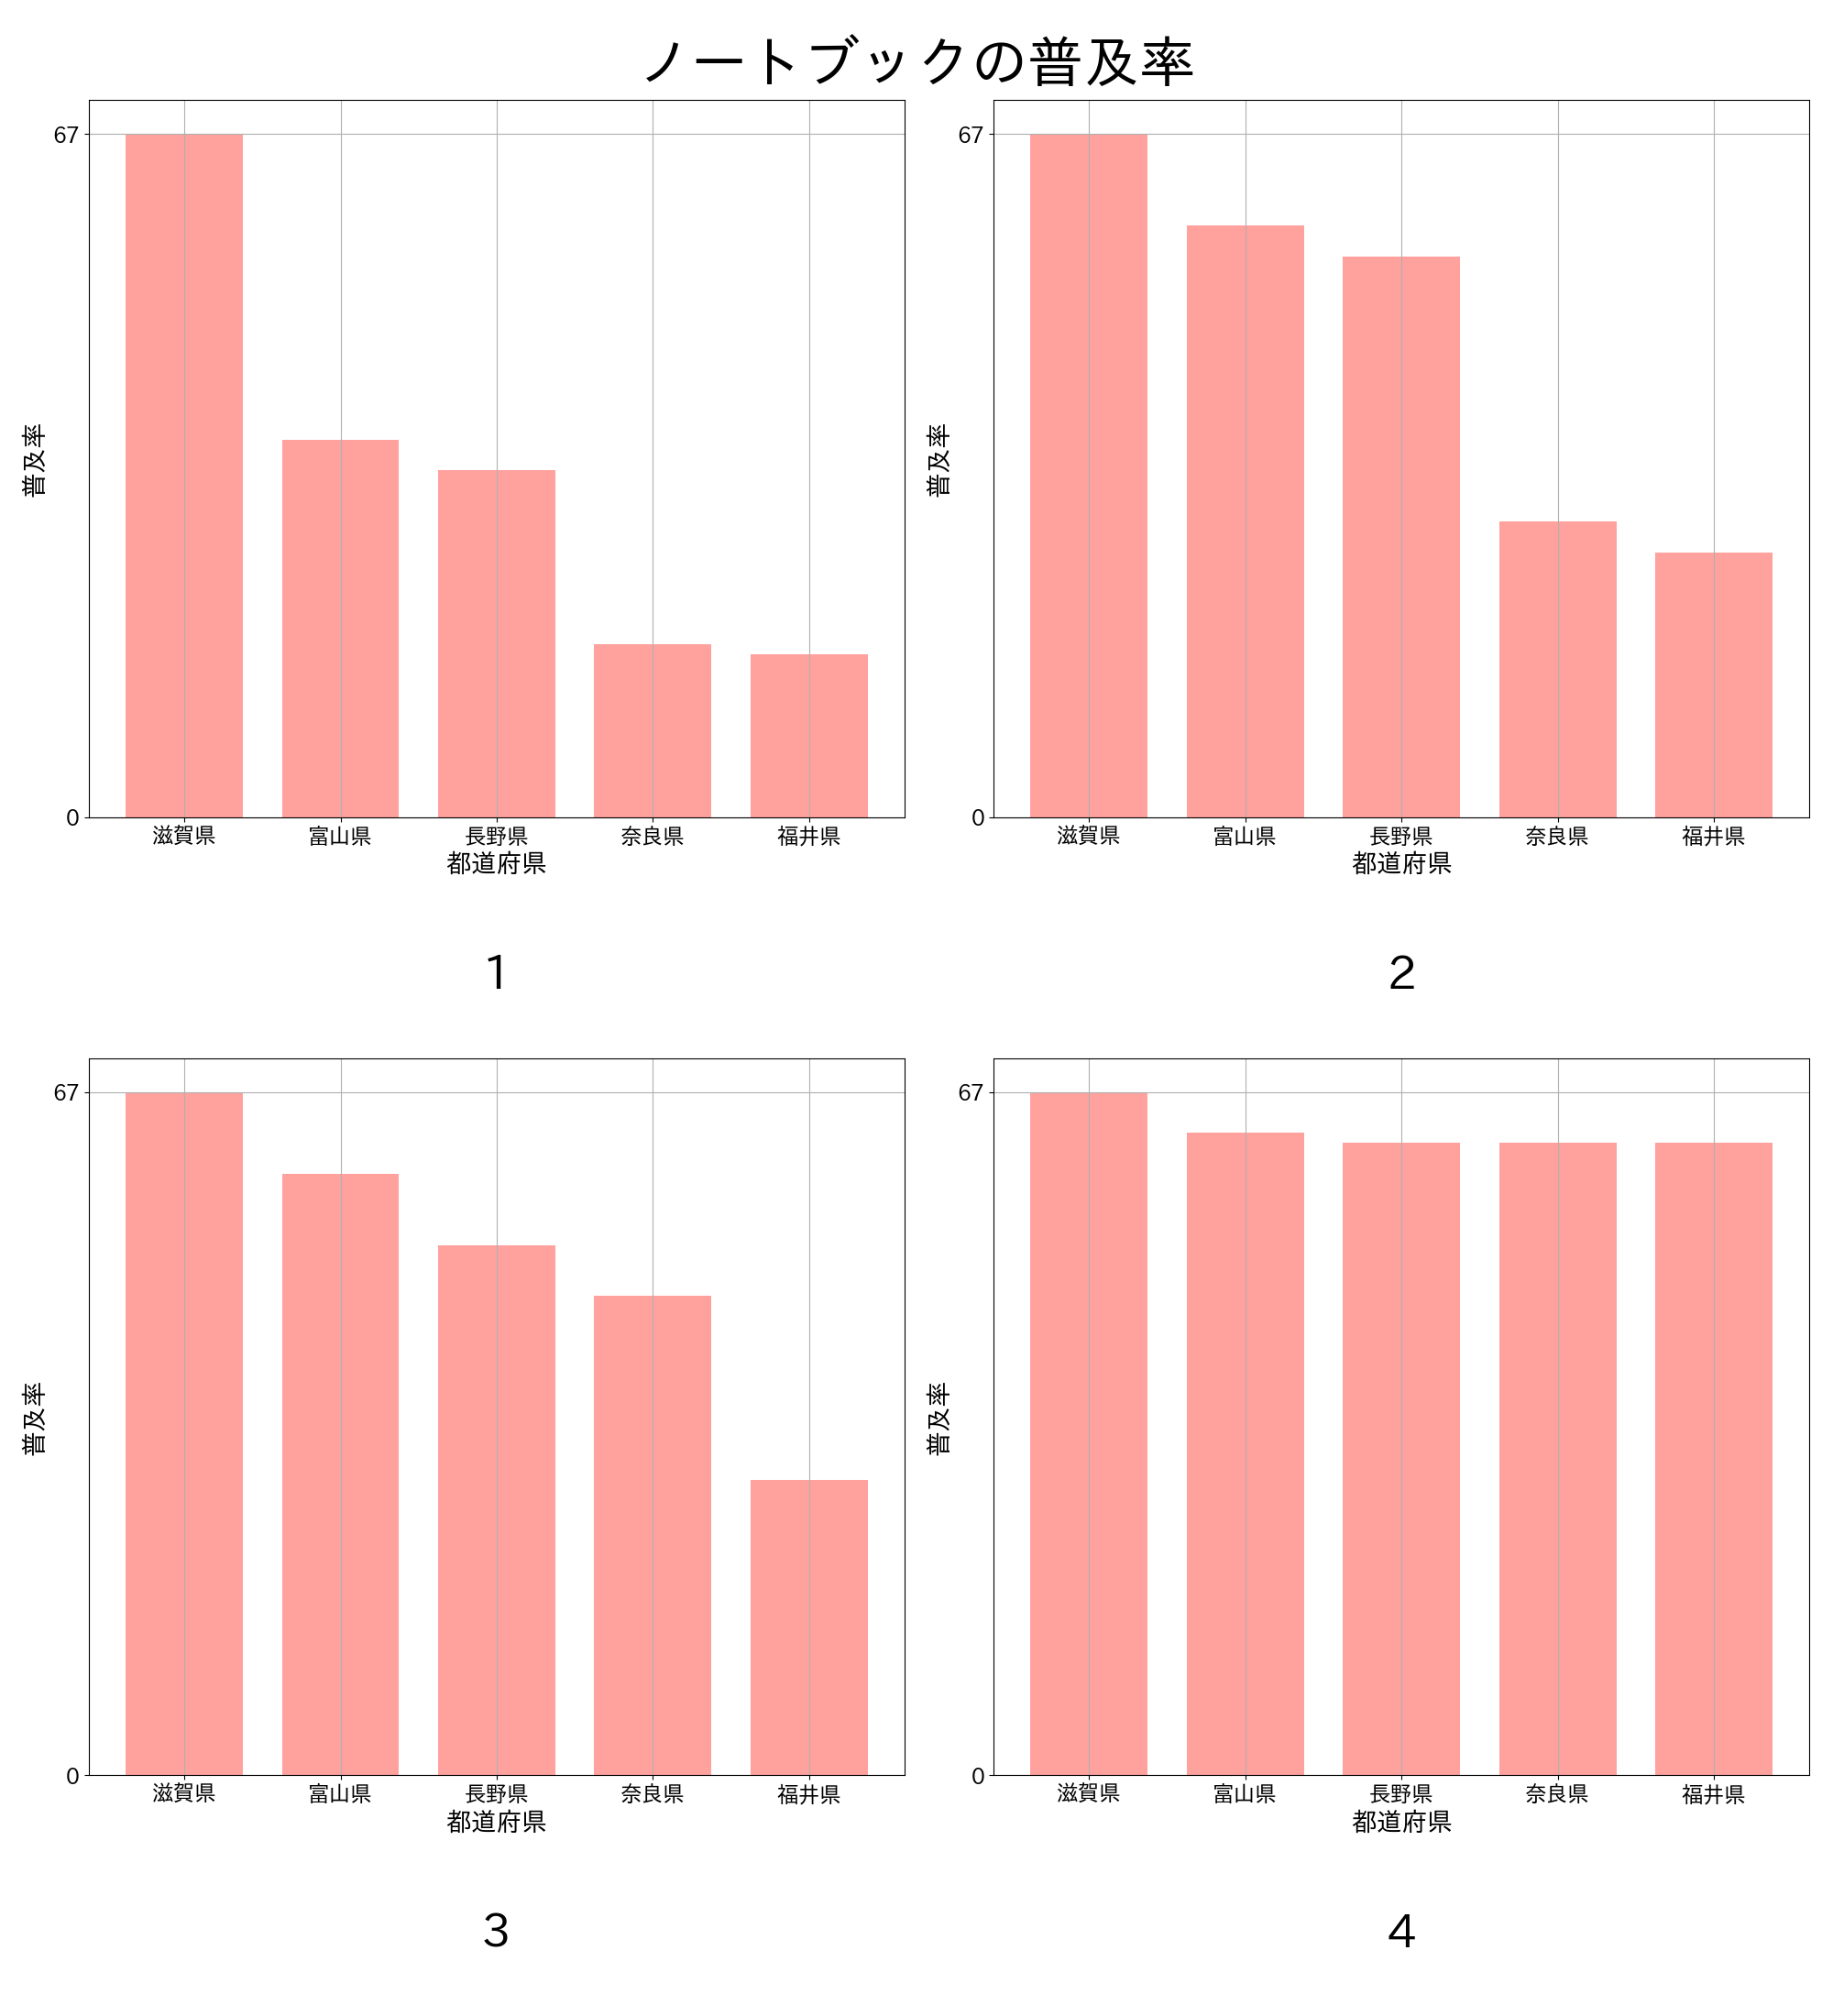 ノートブックの普及率
67
0
普及率
滋賀県 富山県 長野県 奈良県 福井県
都道府県
1
67
0
普及率
滋賀県 富山県 長野県 奈良県 福井県
都道府県
2
67
0
普及率
滋賀県 富山県 長野県 奈良県 福井県
都道府県
3
67
0
普及率
滋賀県 富山県 長野県 奈良県 福井県
都道府県
4